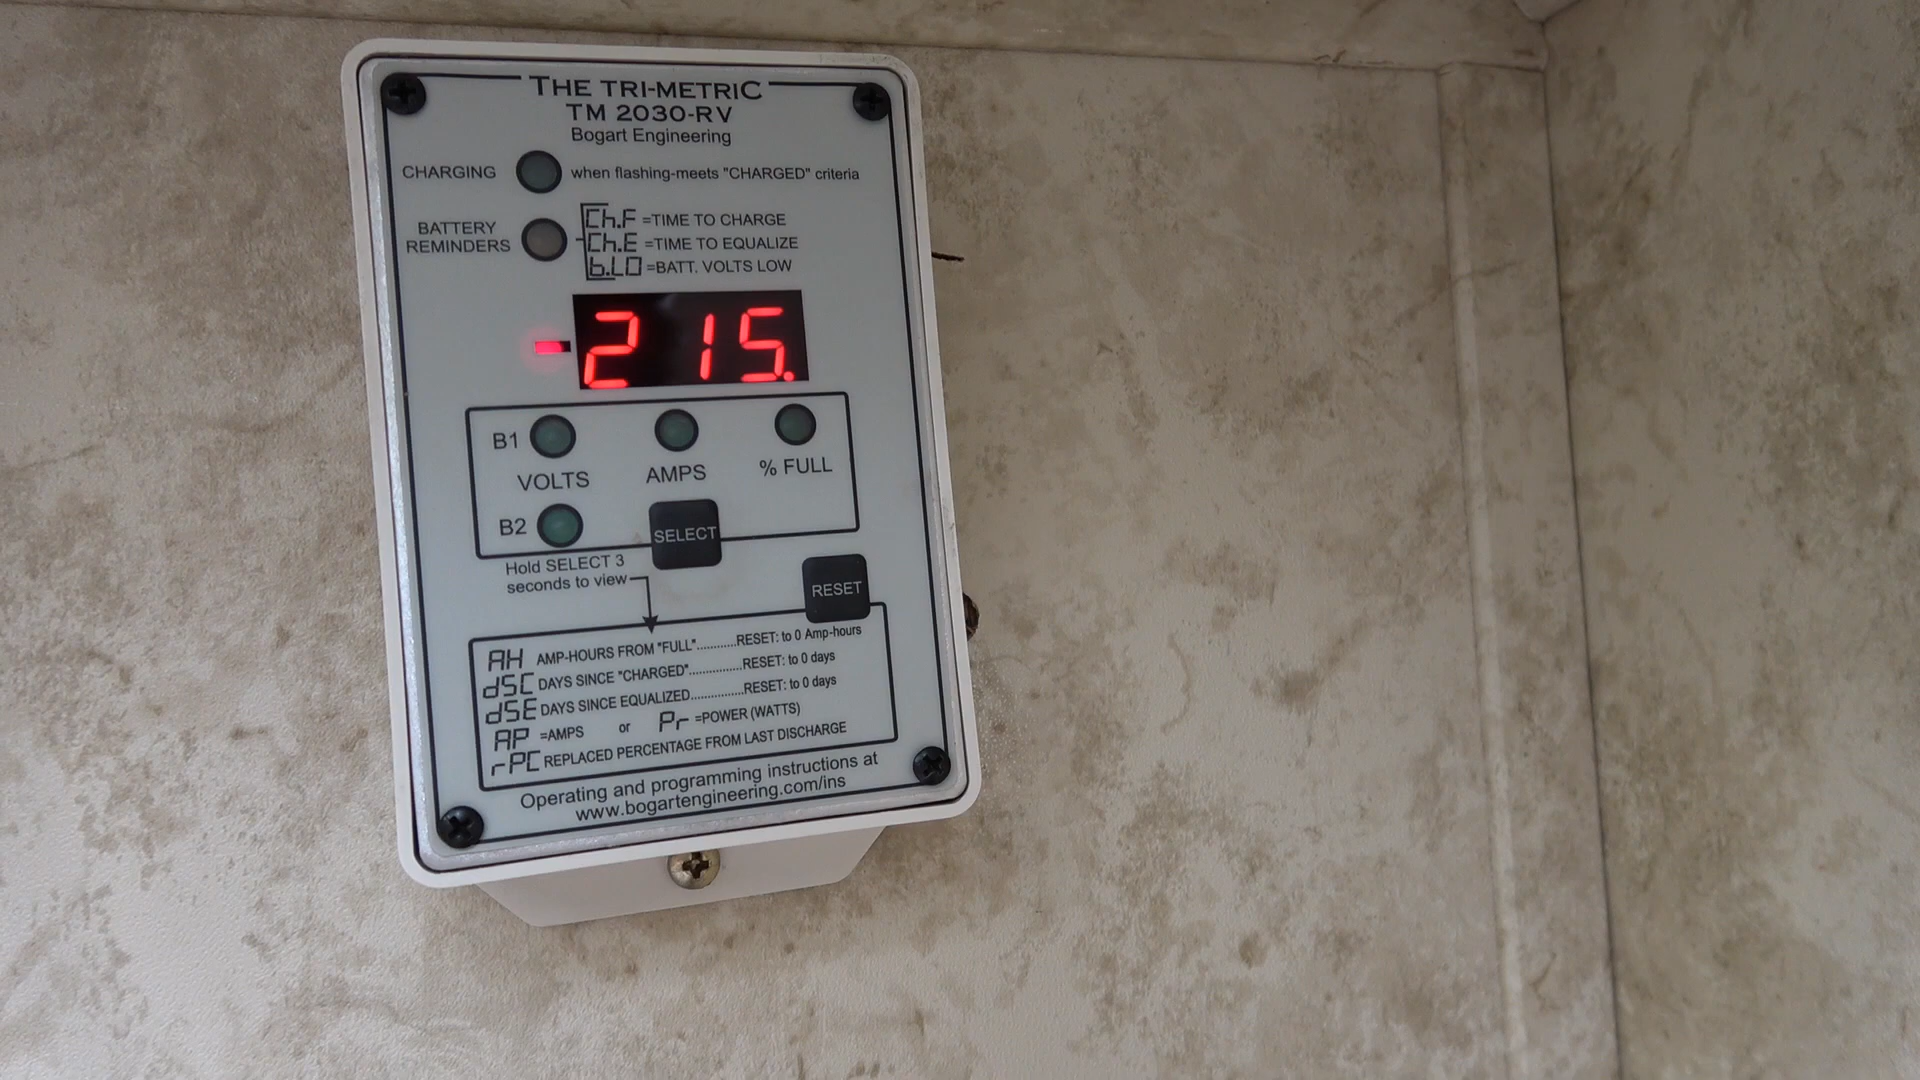 THE TRI-METRIC
TM 2030-RV
Bogart Engineering
CHARGING when flashing-meets "CHARGED" criteria
BATTERY REMINDERS
Ch.F =TIME TO CHARGE
Ch.E =TIME TO EQUALIZE
b.LO =BATT. VOLTS LOW
-215.
B1
VOLTS AMPS % FULL
B2
SELECT
Hold SELECT 3
seconds to view
RESET
AH AMP-HOURS FROM "FULL"............RESET: to 0 Amp-hours
dSC DAYS SINCE "CHARGED"................RESET: to 0 days
dSE DAYS SINCE EQUALIZED................RESET: to 0 days
AP =AMPS or Pr =POWER (WATTS)
rPC REPLACED PERCENTAGE FROM LAST DISCHARGE
Operating and programming instructions at
www.bogartengineering.com/ins